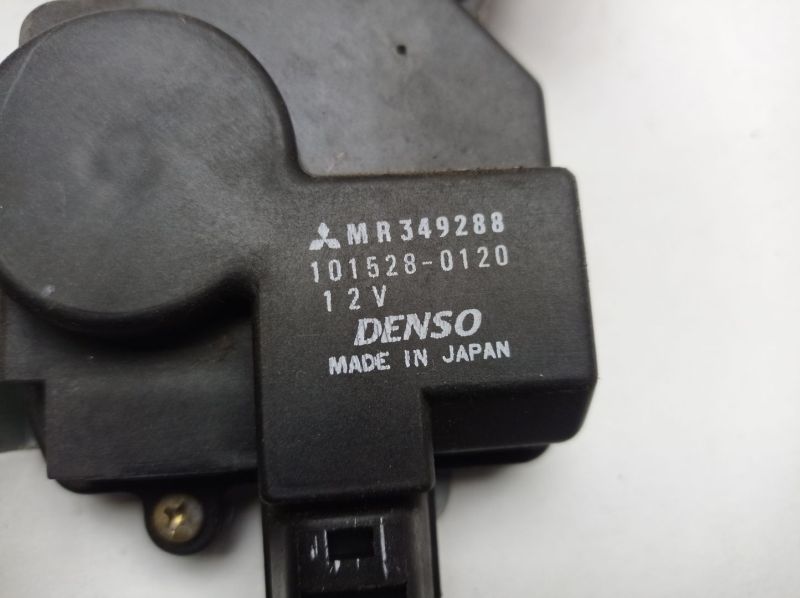 MR349288
101528-0120
12V
DENSO
MADE IN JAPAN